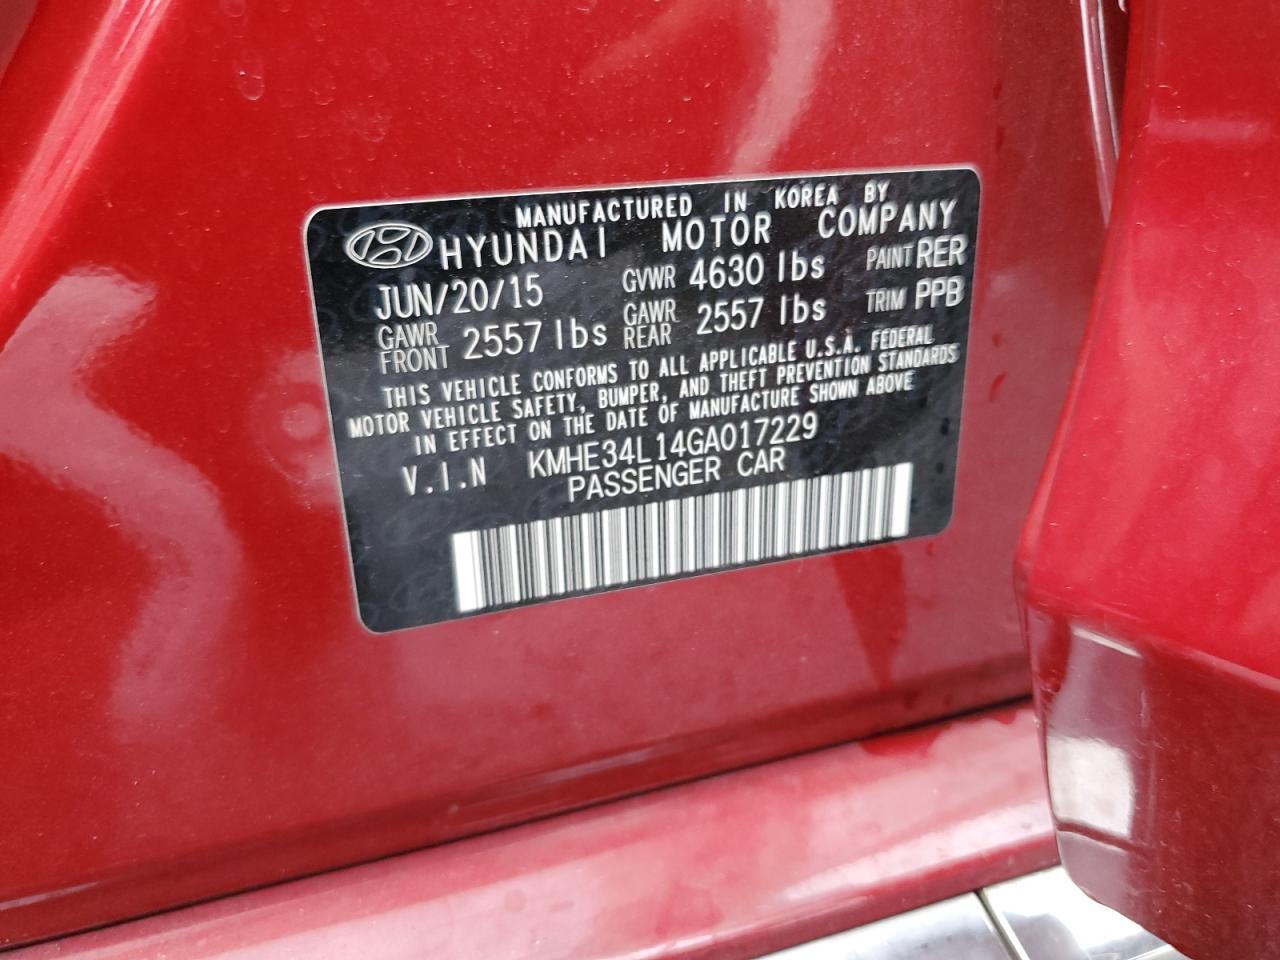 MANUFACTURED IN KOREA BY
HYUNDAI MOTOR COMPANY
JUN/20/15 GVWR 4630 lbs PAINT RER
GAWR FRONT 2557 lbs GAWR REAR 2557 lbs TRIM PPB
THIS VEHICLE CONFORMS TO ALL APPLICABLE U.S.A. FEDERAL
MOTOR VEHICLE SAFETY, BUMPER, AND THEFT PREVENTION STANDARDS
IN EFFECT ON THE DATE OF MANUFACTURE SHOWN ABOVE
V.I.N KMHE34L14GA017229
PASSENGER CAR